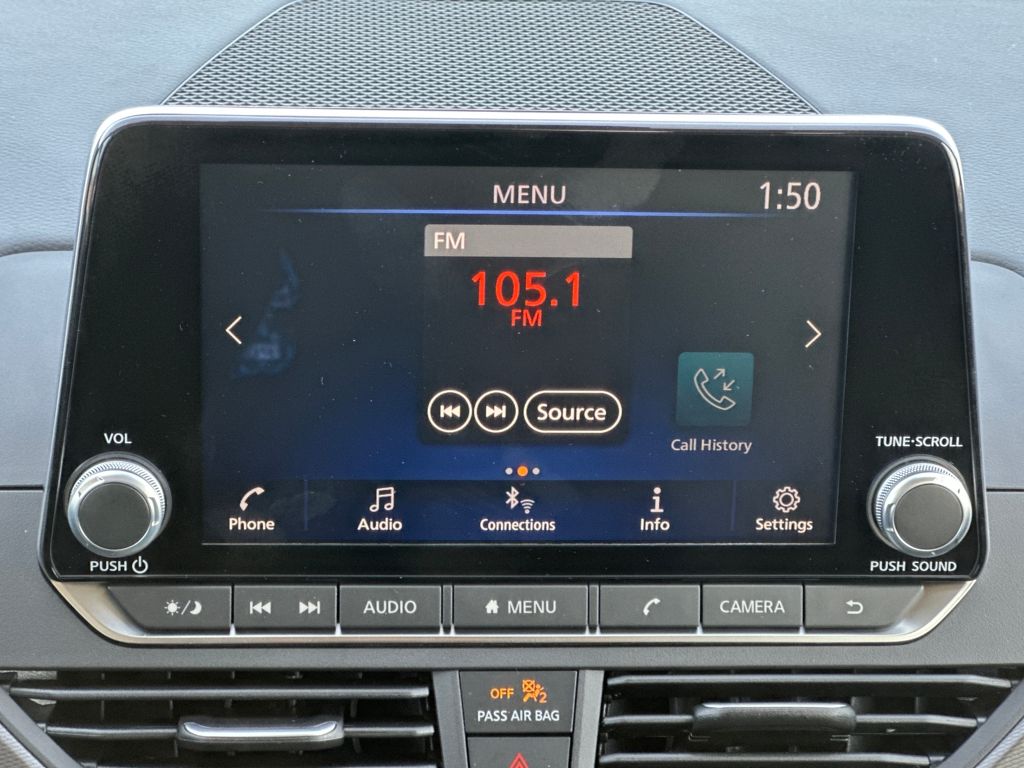 MENU
1:50
FM
105.1
FM
Source
Call History
VOL
TUNE·SCROLL
Phone
Audio
Connections
Info
Settings
PUSH
PUSH SOUND
AUDIO
MENU
CAMERA
OFF 2
PASS AIR BAG